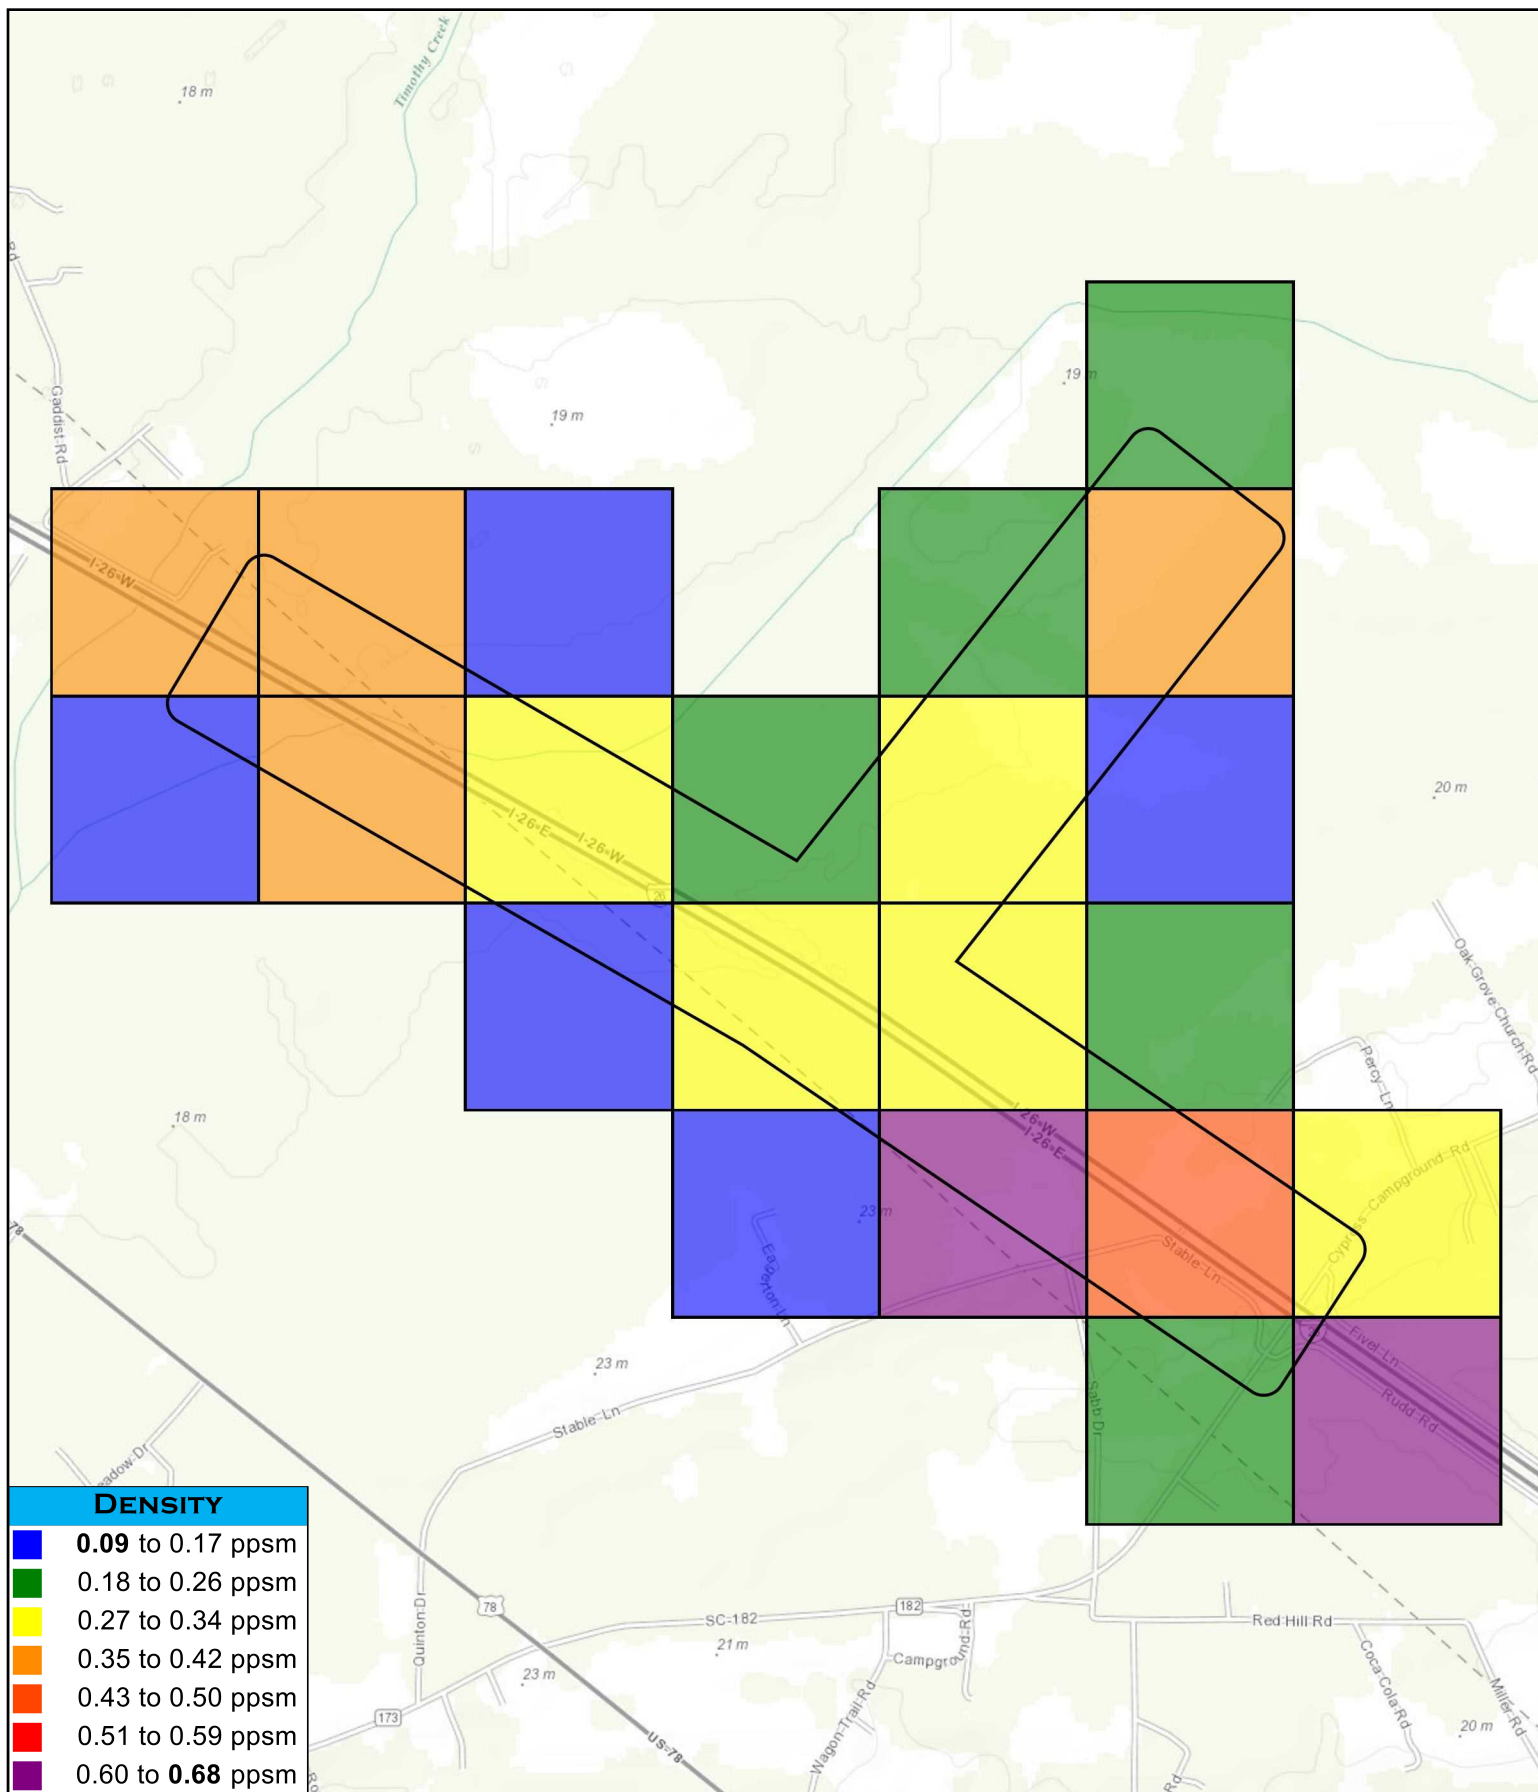 Timothy Creek
18 m
Rd
19 m
Gaddist Rd
19 m
I-26-W
20 m
I-26-E
I-26-W
26
Oak Grove Church Rd
Percy Ln
18 m
I-26-W
I-26-E
Cypress Campground Rd
78
23 m
Stable Ln
Fivel Ln
23 m
Rudd Rd
Sabb Dr
Stable Ln
eadow Dr
DENSITY
0.09 to 0.17 ppsm
0.18 to 0.26 ppsm
0.27 to 0.34 ppsm
0.35 to 0.42 ppsm
0.43 to 0.50 ppsm
0.51 to 0.59 ppsm
0.60 to 0.68 ppsm
Quinton Dr
78
SC-182
182
Red Hill Rd
21 m
Campground Rd
23 m
Coca Cola Rd
Miller Rd
173
Wagon Trail Rd
20 m
US-78
Rd